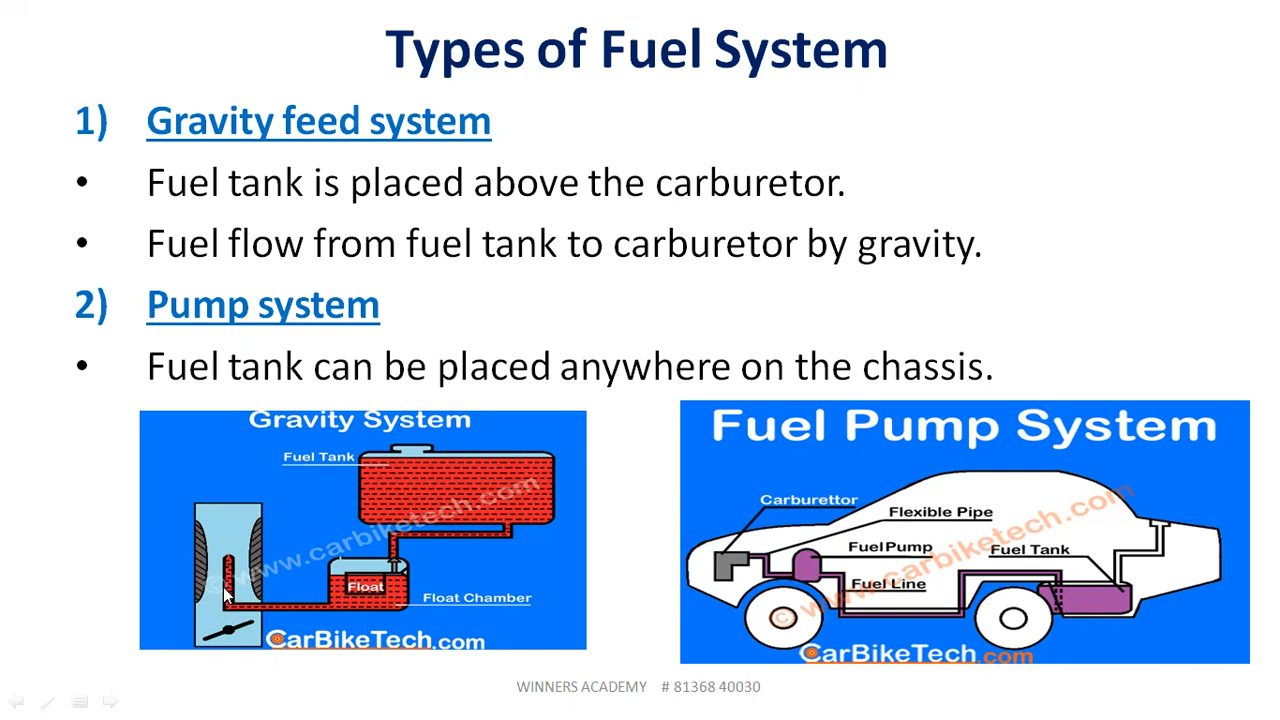 Types of Fuel System
1) Gravity feed system
• Fuel tank is placed above the carburetor.
• Fuel flow from fuel tank to carburetor by gravity.
2) Pump system
• Fuel tank can be placed anywhere on the chassis.
Gravity System
Fuel Tank
© www.carbiketech.com
Float
Float Chamber
CarBikeTech.com
Fuel Pump System
Carburettor
Flexible Pipe
FuelPump
Fuel Tank
Fuel Line
© www.carbiketech.com
CarBikeTech.com
WINNERS ACADEMY # 81368 40030